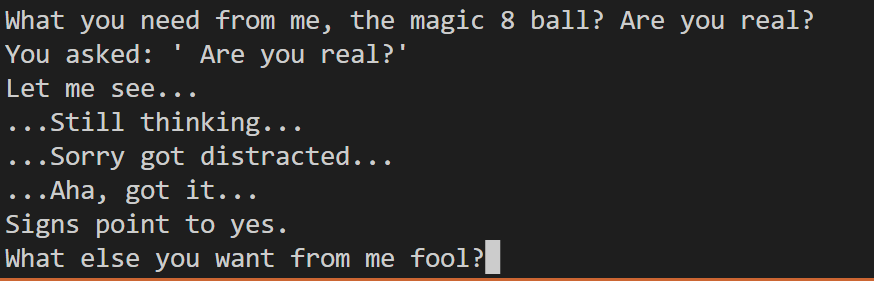 What you need from me, the magic 8 ball? Are you real?
You asked: ' Are you real?'
Let me see...
...Still thinking...
...Sorry got distracted...
...Aha, got it...
Signs point to yes.
What else you want from me fool?